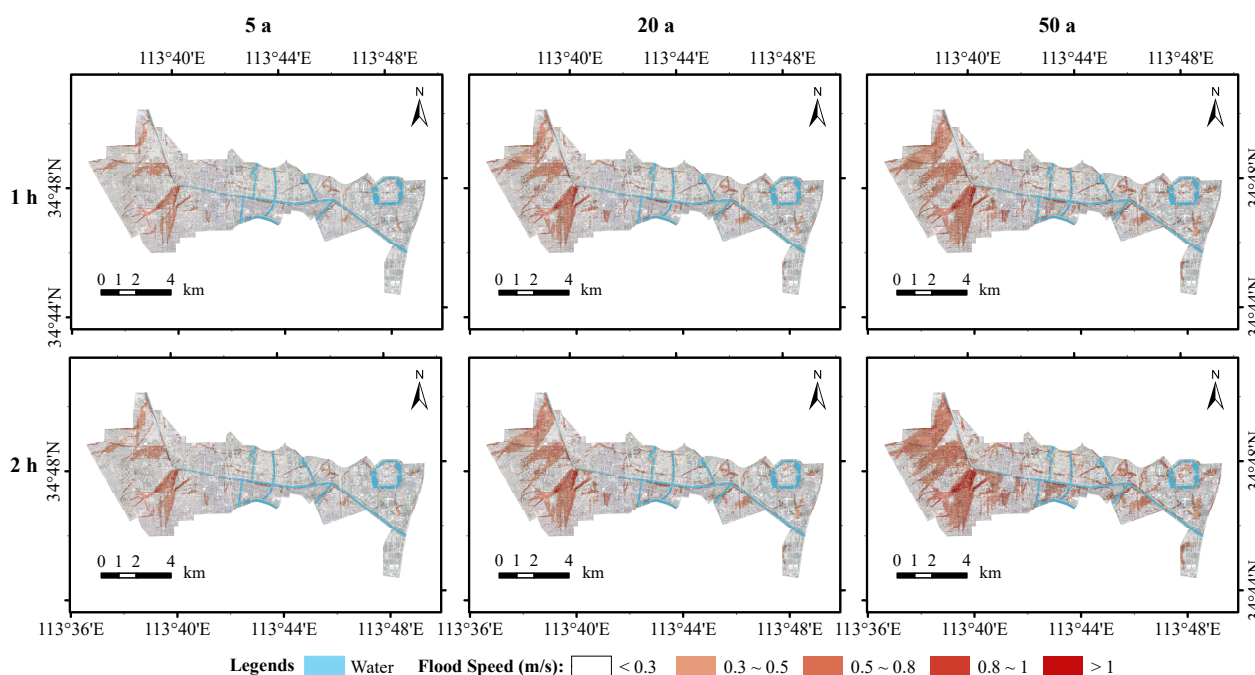 5 a 20 a 50 a
113°40'E 113°44'E 113°48'E 113°40'E 113°44'E 113°48'E 113°40'E 113°44'E 113°48'E
N N N
1 h 34°48'N 34°48'N
0 1 2 4 km 0 1 2 4 km 0 1 2 4 km
34°44'N 34°44'N
N N N
2 h 34°48'N 34°48'N
0 1 2 4 km 0 1 2 4 km 0 1 2 4 km
34°44'N
113°36'E 113°40'E 113°44'E 113°48'E 113°36'E 113°40'E 113°44'E 113°48'E 113°36'E 113°40'E 113°44'E 113°48'E
Legends Water Flood Speed (m/s): < 0.3 0.3 ~ 0.5 0.5 ~ 0.8 0.8 ~ 1 > 1